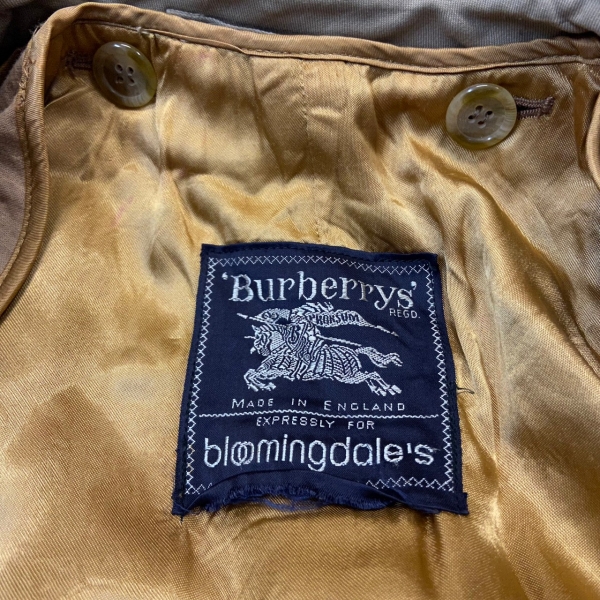 'Burberrys'
REGD.
PRORSUM
MADE IN ENGLAND
EXPRESSLY FOR
bloomingdale's